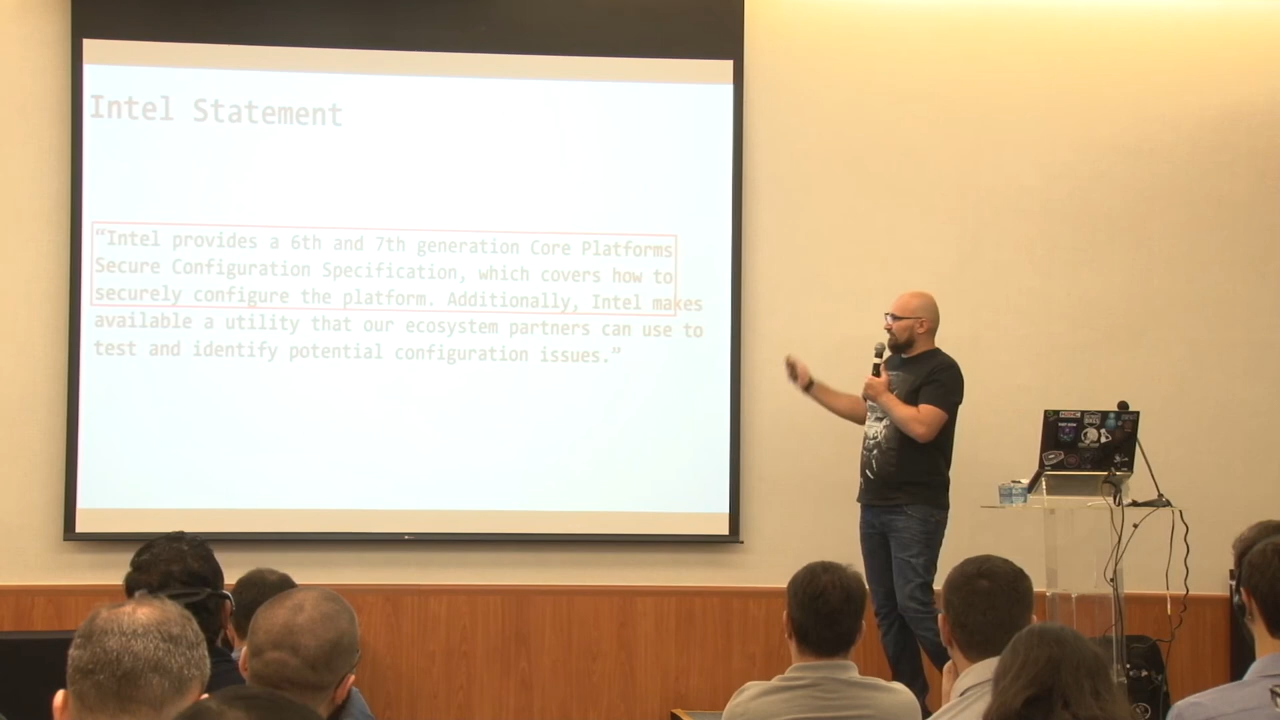 Intel Statement
“Intel provides a 6th and 7th generation Core Platforms
Secure Configuration Specification, which covers how to
securely configure the platform. Additionally, Intel makes
available a utility that our ecosystem partners can use to
test and identify potential configuration issues.”